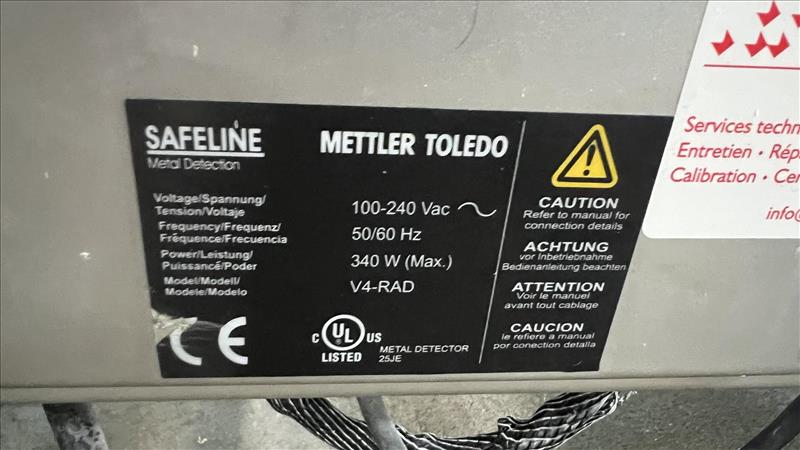 SAFELINE
Metal Detection
METTLER TOLEDO
Voltage/Spannung/
Tension/Voltaje
100-240 Vac ~
Frequency/Frequenz/
Fréquence/Frecuencia
50/60 Hz
Power/Leistung/
Puissancé/Poder
340 W (Max.)
Model/Modell/
Modele/Modelo
V4-RAD
CE
C UL US
LISTED
METAL DETECTOR
25JE
CAUTION
Refer to manual for
connection details
ACHTUNG
vor Inbetriebnahme
Bedienanleitung beachten
ATTENTION
Voir le manuel
avant tout cablage
CAUCION
le refiere a manual
por conection detalla
Services techn
Entretien • Rép
Calibration • Cer
info@